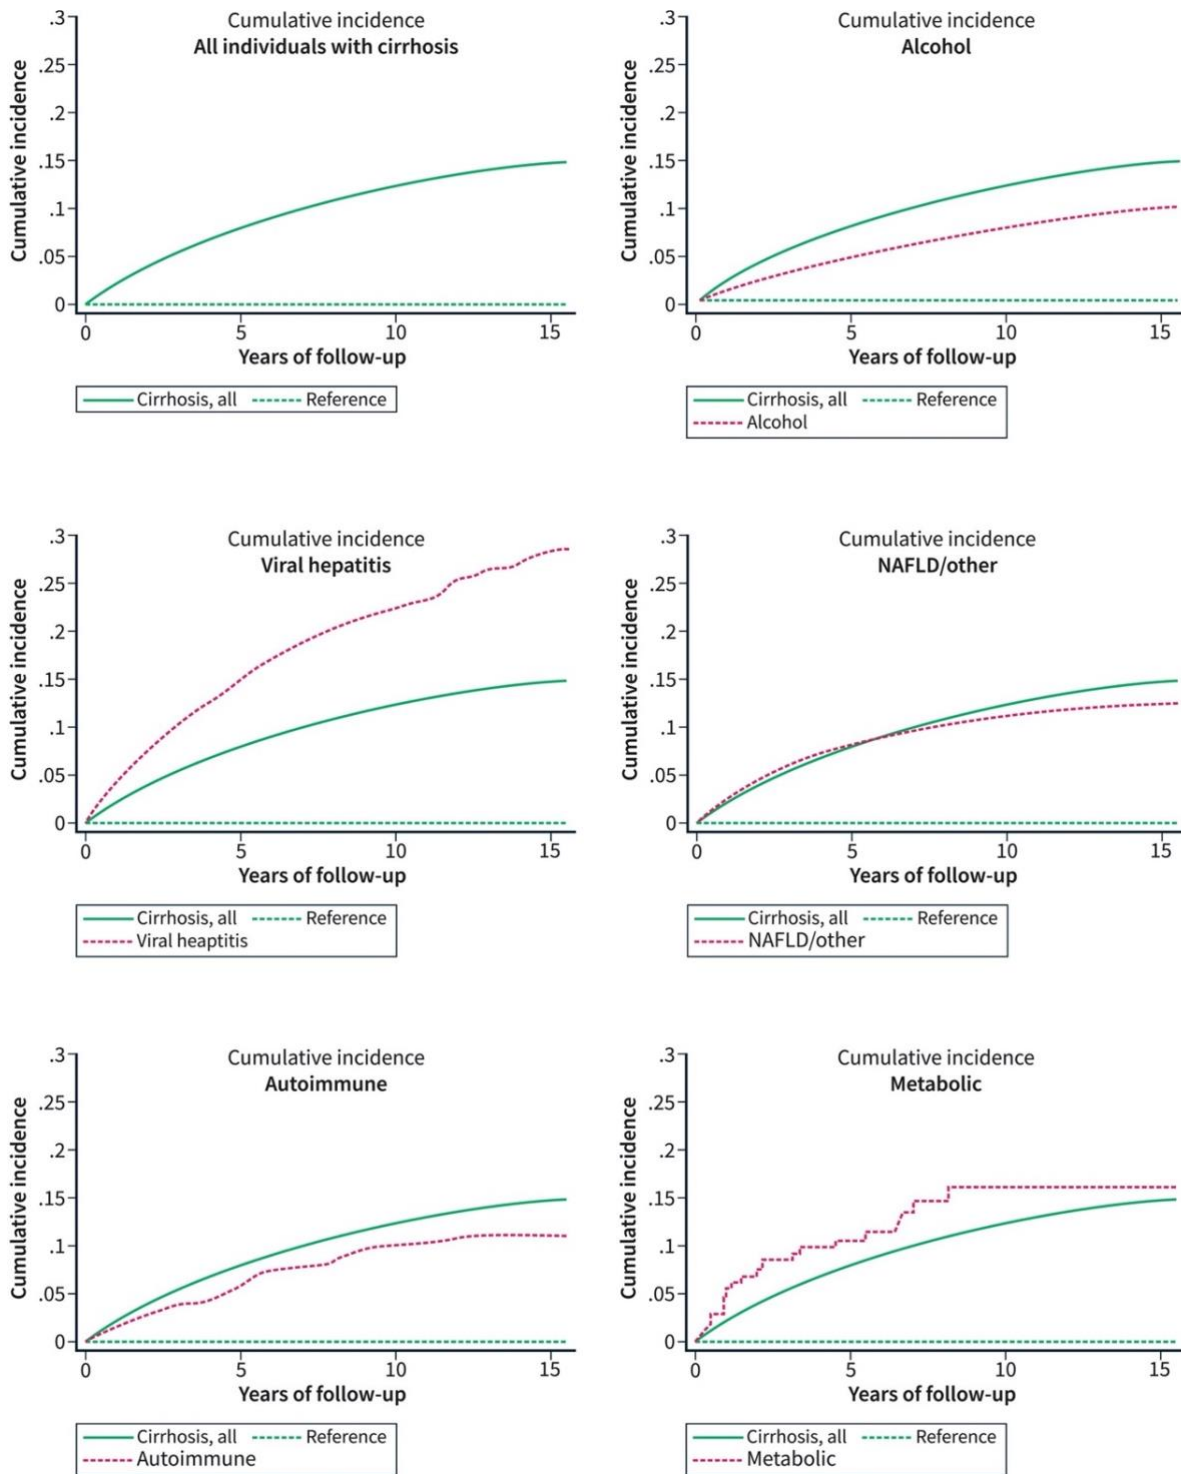 Cumulative incidence
All individuals with cirrhosis
.3
.25
.2
.15
.1
.05
0
Cumulative incidence
0 5 10 15
Years of follow-up
Cirrhosis, all Reference
Cumulative incidence
Alcohol
.3
.25
.2
.15
.1
.05
0
Cumulative incidence
0 5 10 15
Years of follow-up
Cirrhosis, all Reference
Alcohol
Cumulative incidence
Viral hepatitis
.3
.25
.2
.15
.1
.05
0
Cumulative incidence
0 5 10 15
Years of follow-up
Cirrhosis, all Reference
Viral heaptitis
Cumulative incidence
NAFLD/other
.3
.25
.2
.15
.1
.05
0
Cumulative incidence
0 5 10 15
Years of follow-up
Cirrhosis, all Reference
NAFLD/other
Cumulative incidence
Autoimmune
.3
.25
.2
.15
.1
.05
0
Cumulative incidence
0 5 10 15
Years of follow-up
Cirrhosis, all Reference
Autoimmune
Cumulative incidence
Metabolic
.3
.25
.2
.15
.1
.05
0
Cumulative incidence
0 5 10 15
Years of follow-up
Cirrhosis, all Reference
Metabolic